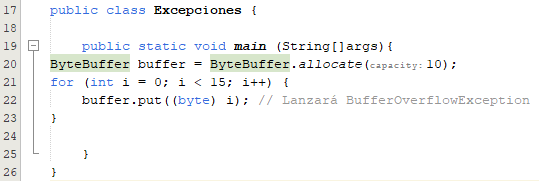 17 public class Excepciones {
18
19 public static void main (String[]args){
20 ByteBuffer buffer = ByteBuffer.allocate(capacity: 10);
21 for (int i = 0; i < 15; i++) {
22 buffer.put((byte) i); // Lanzará BufferOverflowException
23 }
24
25 }
26 }